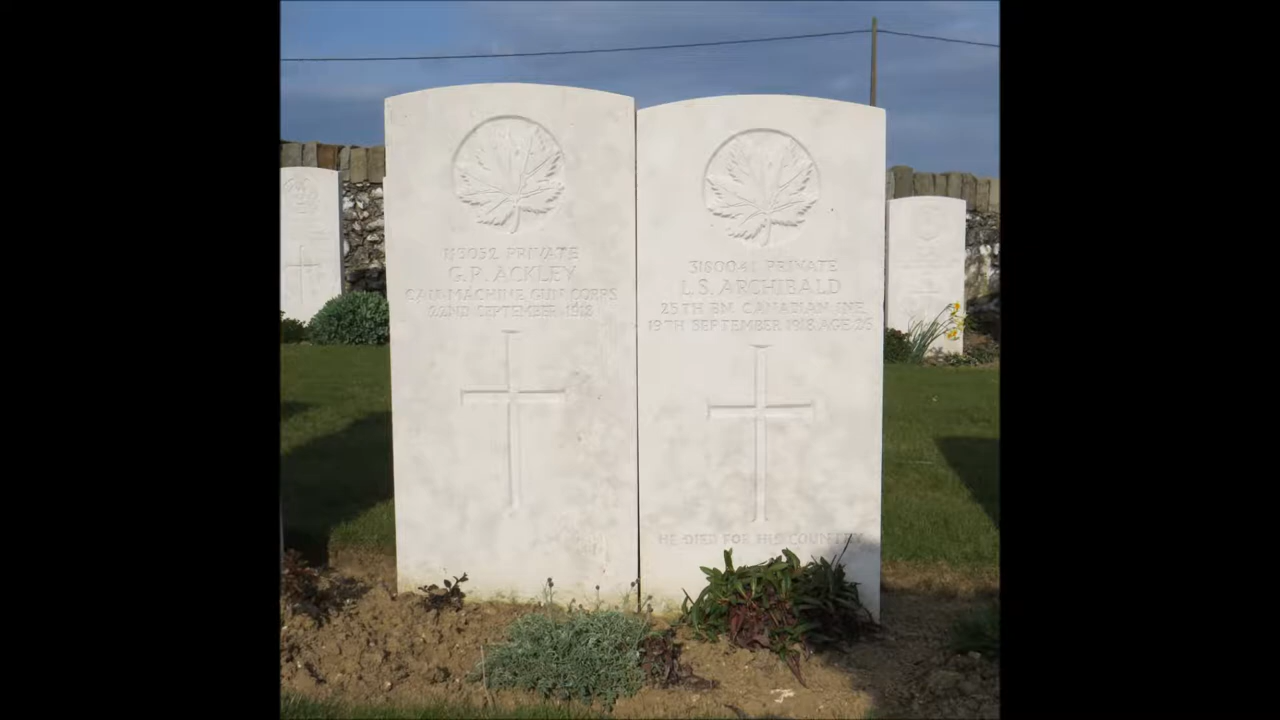 PRIVATE
G.R. ACKLEY
CAN. MACHINE GUN CORPS
22ND SEPTEMBER 1918
PRIVATE
L.S. ARCHIBALD
25TH BN. CANADIAN INF.
19TH SEPTEMBER 1918 AGE 26
HE DIED FOR HIS COUNTRY